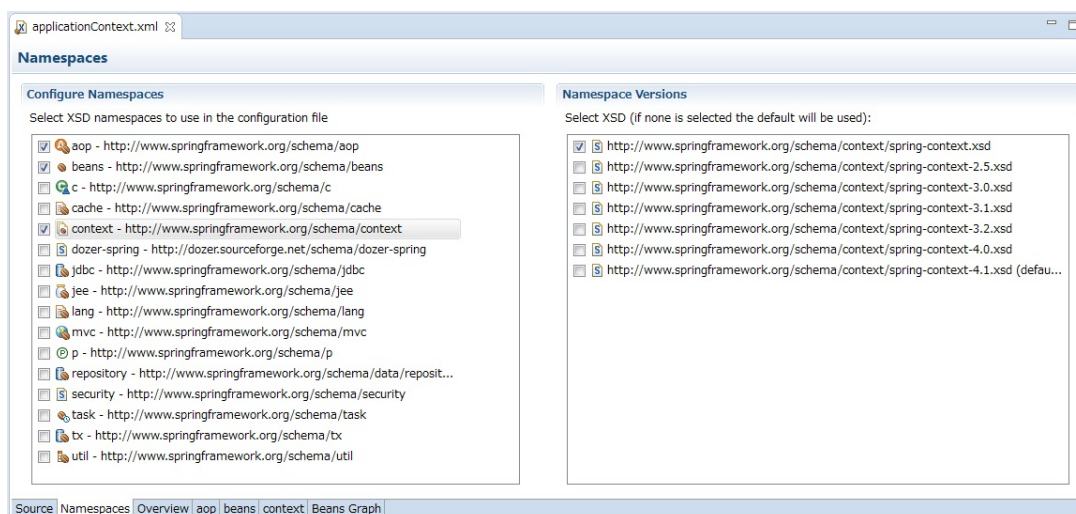 applicationContext.xml
Namespaces
Configure Namespaces
Select XSD namespaces to use in the configuration file
aop - http://www.springframework.org/schema/aop
beans - http://www.springframework.org/schema/beans
c - http://www.springframework.org/schema/c
cache - http://www.springframework.org/schema/cache
context - http://www.springframework.org/schema/context
dozer-spring - http://dozer.sourceforge.net/schema/dozer-spring
jdbc - http://www.springframework.org/schema/jdbc
jee - http://www.springframework.org/schema/jee
lang - http://www.springframework.org/schema/lang
mvc - http://www.springframework.org/schema/mvc
p - http://www.springframework.org/schema/p
repository - http://www.springframework.org/schema/data/reposit...
security - http://www.springframework.org/schema/security
task - http://www.springframework.org/schema/task
tx - http://www.springframework.org/schema/tx
util - http://www.springframework.org/schema/util
Namespace Versions
Select XSD (if none is selected the default will be used):
http://www.springframework.org/schema/context/spring-context.xsd
http://www.springframework.org/schema/context/spring-context-2.5.xsd
http://www.springframework.org/schema/context/spring-context-3.0.xsd
http://www.springframework.org/schema/context/spring-context-3.1.xsd
http://www.springframework.org/schema/context/spring-context-3.2.xsd
http://www.springframework.org/schema/context/spring-context-4.0.xsd
http://www.springframework.org/schema/context/spring-context-4.1.xsd (defau...
Source Namespaces Overview aop beans context Beans Graph